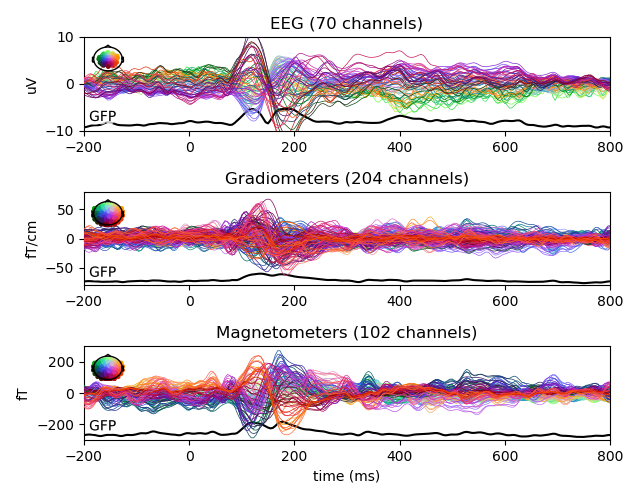 EEG (70 channels)
10
0
−10
uV
GFP
−200 0 200 400 600 800
Gradiometers (204 channels)
50
0
−50
fT/cm
GFP
−200 0 200 400 600 800
Magnetometers (102 channels)
200
0
−200
fT
GFP
−200 0 200 400 600 800
time (ms)